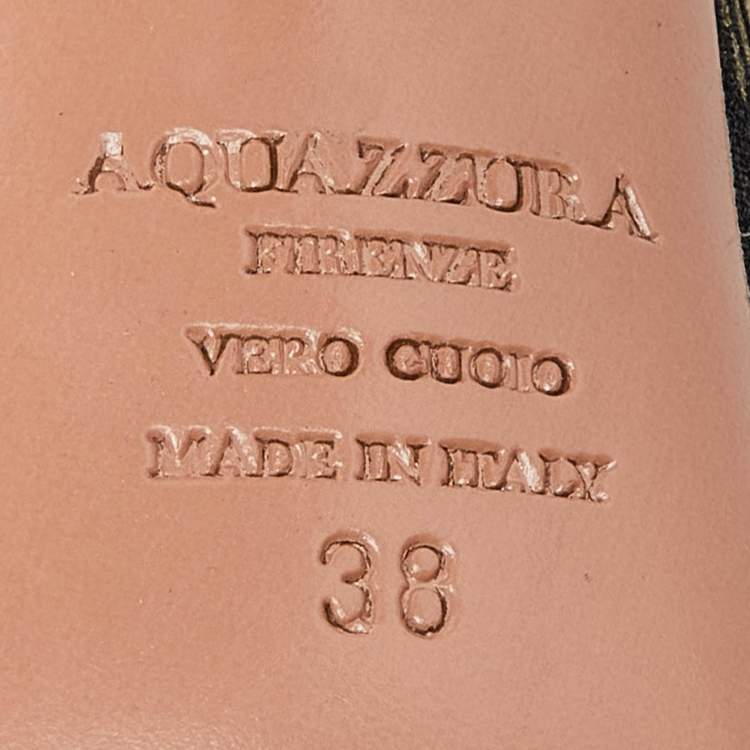 AQUAZZURA
FIRENZE
VERO CUOIO
MADE IN ITALY
38